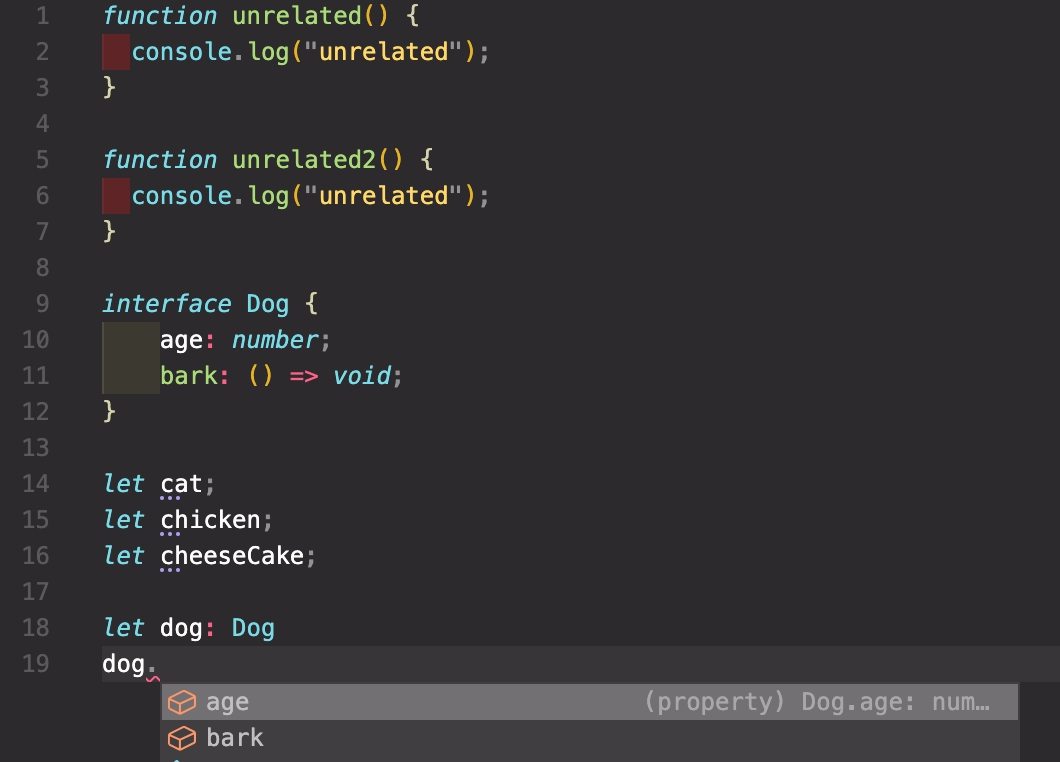 1 function unrelated() {
2 console.log("unrelated");
3 }
4
5 function unrelated2() {
6 console.log("unrelated");
7 }
8
9 interface Dog {
10 age: number;
11 bark: () => void;
12 }
13
14 let cat;
15 let chicken;
16 let cheeseCake;
17
18 let dog: Dog
19 dog.
age (property) Dog.age: num…
bark